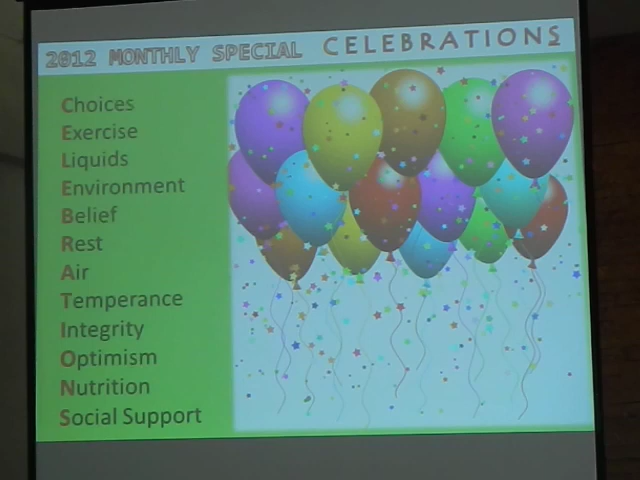 2012 MONTHLY SPECIAL CELEBRATIONS
Choices
Exercise
Liquids
Environment
Belief
Rest
Air
Temperance
Integrity
Optimism
Nutrition
Social Support